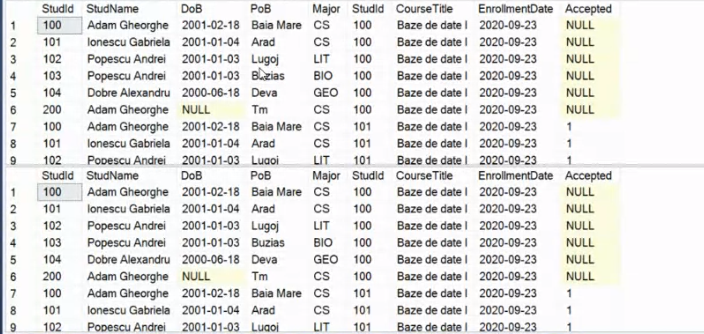 StudId StudName DoB PoB Major StudId CourseTitle EnrollmentDate Accepted
1 100 Adam Gheorghe 2001-02-18 Baia Mare CS 100 Baze de date I 2020-09-23 NULL
2 101 Ionescu Gabriela 2001-01-04 Arad CS 100 Baze de date I 2020-09-23 NULL
3 102 Popescu Andrei 2001-01-03 Lugoj LIT 100 Baze de date I 2020-09-23 NULL
4 103 Popescu Andrei 2001-01-03 Buzias BIO 100 Baze de date I 2020-09-23 NULL
5 104 Dobre Alexandru 2000-06-18 Deva GEO 100 Baze de date I 2020-09-23 NULL
6 200 Adam Gheorghe NULL Tm CS 100 Baze de date I 2020-09-23 NULL
7 100 Adam Gheorghe 2001-02-18 Baia Mare CS 101 Baze de date I 2020-09-23 1
8 101 Ionescu Gabriela 2001-01-04 Arad CS 101 Baze de date I 2020-09-23 1
9 102 Popescu Andrei 2001-01-03 Lugoj LIT 101 Baze de date I 2020-09-23 1
StudId StudName DoB PoB Major StudId CourseTitle EnrollmentDate Accepted
1 100 Adam Gheorghe 2001-02-18 Baia Mare CS 100 Baze de date I 2020-09-23 NULL
2 101 Ionescu Gabriela 2001-01-04 Arad CS 100 Baze de date I 2020-09-23 NULL
3 102 Popescu Andrei 2001-01-03 Lugoj LIT 100 Baze de date I 2020-09-23 NULL
4 103 Popescu Andrei 2001-01-03 Buzias BIO 100 Baze de date I 2020-09-23 NULL
5 104 Dobre Alexandru 2000-06-18 Deva GEO 100 Baze de date I 2020-09-23 NULL
6 200 Adam Gheorghe NULL Tm CS 100 Baze de date I 2020-09-23 NULL
7 100 Adam Gheorghe 2001-02-18 Baia Mare CS 101 Baze de date I 2020-09-23 1
8 101 Ionescu Gabriela 2001-01-04 Arad CS 101 Baze de date I 2020-09-23 1
9 102 Popescu Andrei 2001-01-03 Lugoj LIT 101 Baze de date I 2020-09-23 1